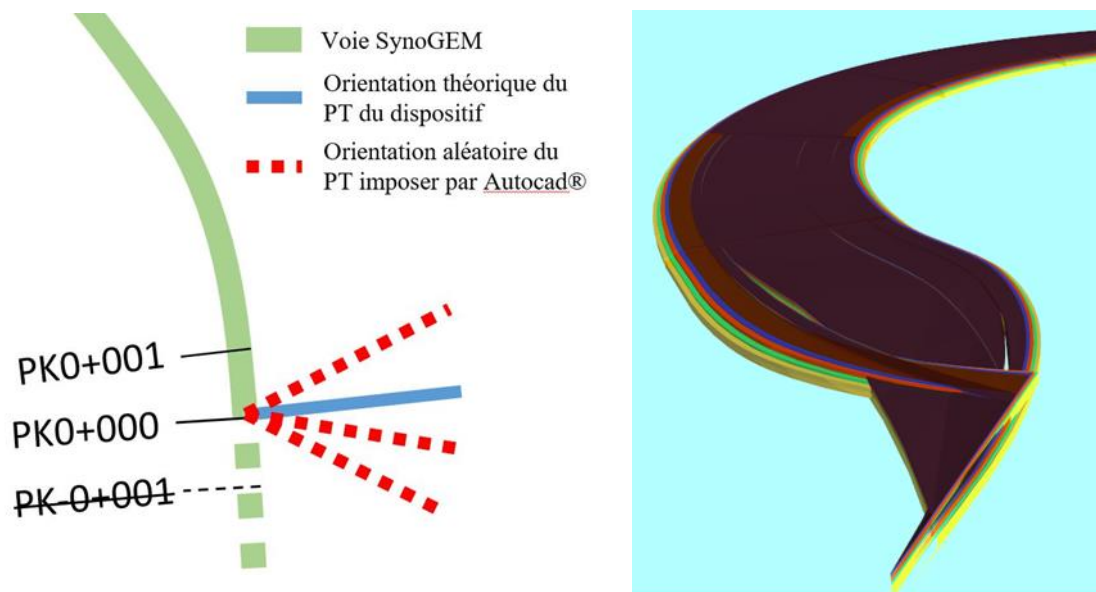 Voie SynoGEM
Orientation théorique du
PT du dispositif
Orientation aléatoire du
PT imposer par Autocad®
PK0+001
PK0+000
PK-0+001